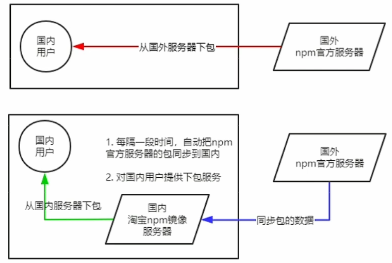 国内
用户
从国外服务器下包
国外
npm官方服务器
国内
用户
1. 每隔一段时间，自动把npm
官方服务器的包同步到国内
2. 对国内用户提供下包服务
国外
npm官方服务器
从国内服务器下包
国内
淘宝npm镜像
服务器
同步包的数据